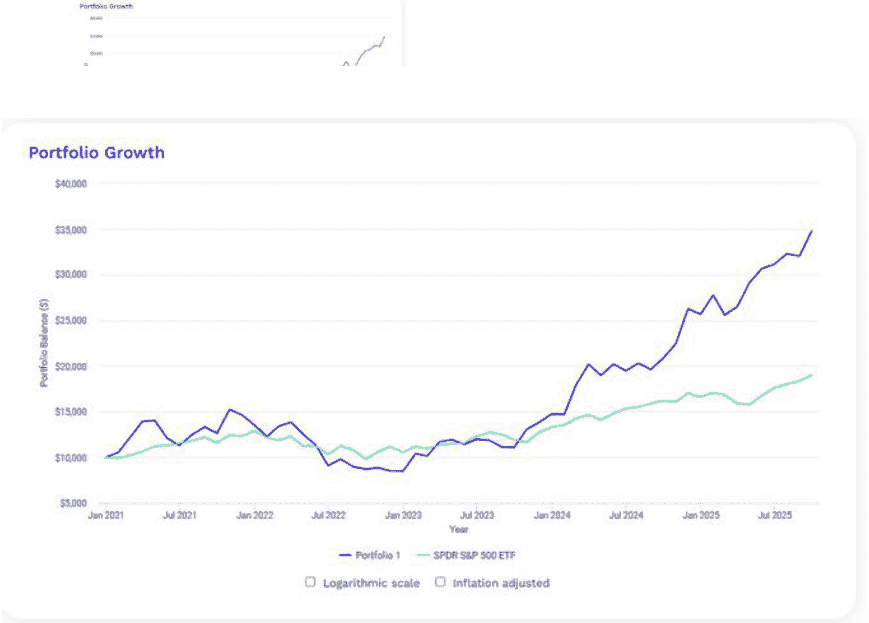 Portfolio Growth
Portfolio Growth
$40,000
$35,000
$30,000
$25,000
$20,000
$15,000
$10,000
$5,000
Portfolio Balance ($)
Jan 2021 Jul 2021 Jan 2022 Jul 2022 Jan 2023 Jul 2023 Jan 2024 Jul 2024 Jan 2025 Jul 2025
Year
Portfolio 1 SPDR S&P 500 ETF
Logarithmic scale Inflation adjusted